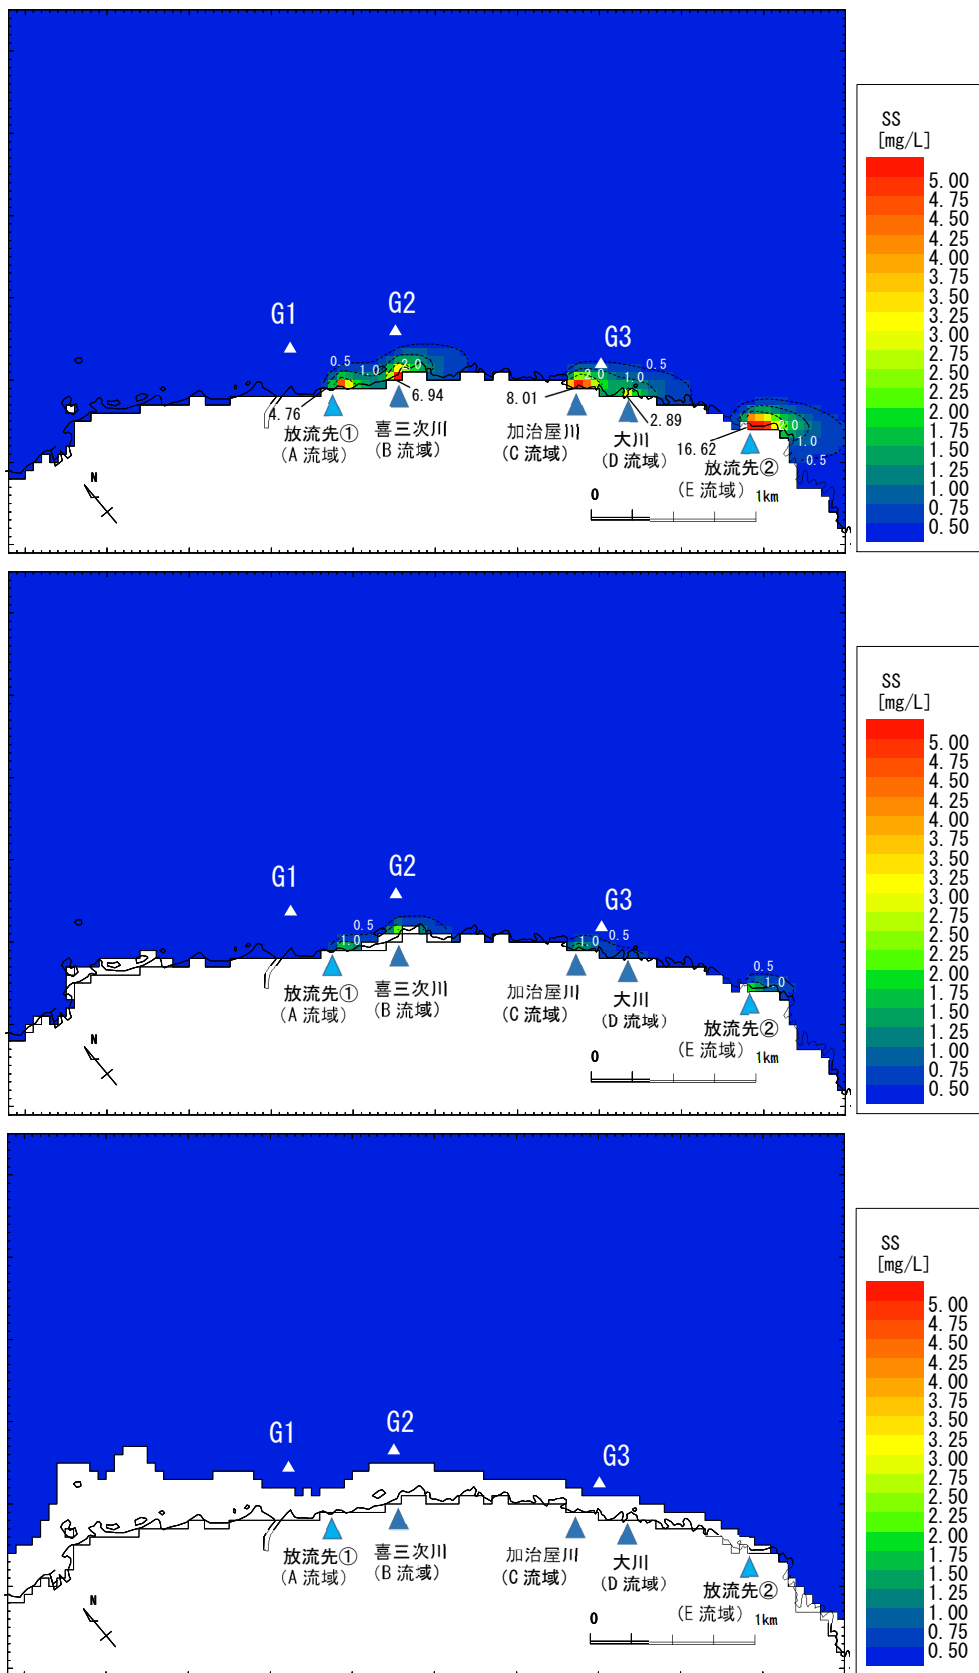 SS
[mg/L]
5.00
4.75
4.50
4.25
4.00
3.75
3.50
3.25
3.00
2.75
2.50
2.25
2.00
1.75
1.50
1.25
1.00
0.75
0.50
G1
G2
G3
0.5
1.0
2.0
2.0
1.0
0.5
2.0
1.0
0.5
4.76
6.94
8.01
2.89
16.62
放流先①
(A 流域)
喜三次川
(B 流域)
加治屋川
(C 流域)
大川
(D 流域)
放流先②
(E 流域)
N
0
1km
SS
[mg/L]
5.00
4.75
4.50
4.25
4.00
3.75
3.50
3.25
3.00
2.75
2.50
2.25
2.00
1.75
1.50
1.25
1.00
0.75
0.50
G1
G2
G3
0.5
1.0
1.0
0.5
0.5
1.0
放流先①
(A 流域)
喜三次川
(B 流域)
加治屋川
(C 流域)
大川
(D 流域)
放流先②
(E 流域)
N
0
1km
SS
[mg/L]
5.00
4.75
4.50
4.25
4.00
3.75
3.50
3.25
3.00
2.75
2.50
2.25
2.00
1.75
1.50
1.25
1.00
0.75
0.50
G1
G2
G3
放流先①
(A 流域)
喜三次川
(B 流域)
加治屋川
(C 流域)
大川
(D 流域)
放流先②
(E 流域)
N
0
1km